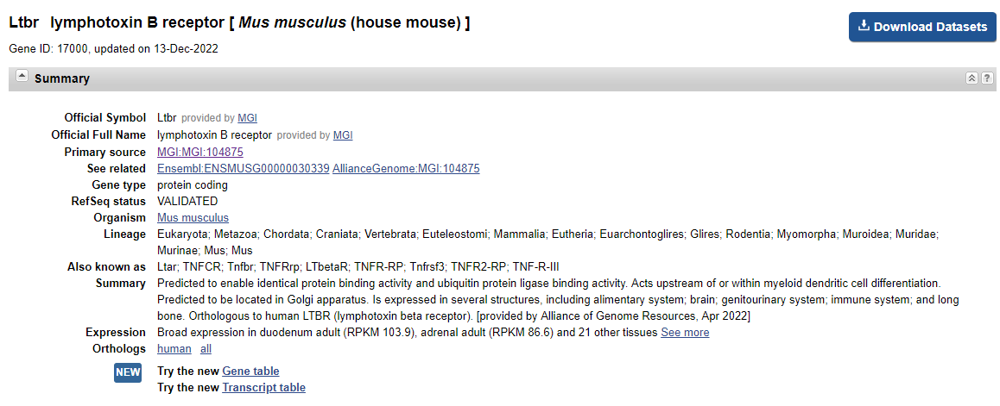 Ltbr lymphotoxin B receptor [ Mus musculus (house mouse) ]
Download Datasets
Gene ID: 17000, updated on 13-Dec-2022
Summary
?
Official Symbol Ltbr provided by MGI
Official Full Name lymphotoxin B receptor provided by MGI
Primary source MGI:MGI:104875
See related Ensembl:ENSMUSG00000030339 AllianceGenome:MGI:104875
Gene type protein coding
RefSeq status VALIDATED
Organism Mus musculus
Lineage Eukaryota; Metazoa; Chordata; Craniata; Vertebrata; Euteleostomi; Mammalia; Eutheria; Euarchontoglires; Glires; Rodentia; Myomorpha; Muroidea; Muridae;
Murinae; Mus; Mus
Also known as Ltar; TNFCR; Tnfbr; TNFRrp; LTbetaR; TNFR-RP; Tnfrsf3; TNFR2-RP; TNF-R-III
Summary Predicted to enable identical protein binding activity and ubiquitin protein ligase binding activity. Acts upstream of or within myeloid dendritic cell differentiation.
Predicted to be located in Golgi apparatus. Is expressed in several structures, including alimentary system; brain; genitourinary system; immune system; and long
bone. Orthologous to human LTBR (lymphotoxin beta receptor). [provided by Alliance of Genome Resources, Apr 2022]
Expression Broad expression in duodenum adult (RPKM 103.9), adrenal adult (RPKM 86.6) and 21 other tissues See more
Orthologs human all
NEW Try the new Gene table
Try the new Transcript table